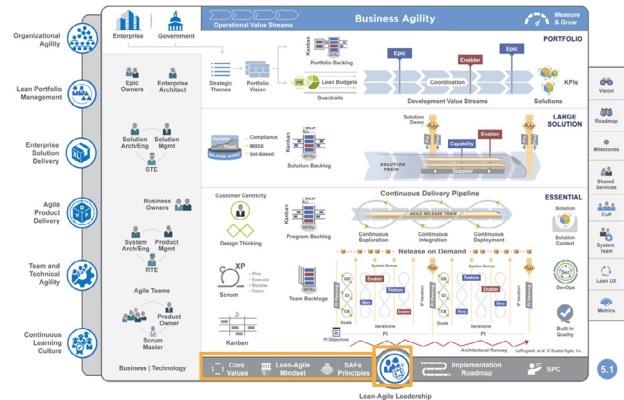 Organizational
Agility
Lean Portfolio
Management
Enterprise
Solution
Delivery
Agile
Product
Delivery
Team and
Technical
Agility
Continuous
Learning
Culture
Enterprise
Government
Operational Value Streams
Business Agility
Measure
& Grow
PORTFOLIO
Epic
Owners
Enterprise
Architect
Strategic
Themes
Portfolio
Vision
Kanban
Portfolio Backlog
Lean Budgets
Guardrails
Epic
Enabler
Epic
Coordination
Development Value Streams
KPIs
Solutions
LARGE
SOLUTION
Solution
Arch/Eng
Solution
Mgmt
STE
Compliance
MBSE
Set-Based
Kanban
NFRs
Solution Backlog
Solution
Demo
Capability
Enabler
SOLUTION
TRAIN
Supplier
ESSENTIAL
Business
Owners
System
Arch/Eng
Product
Mgmt
RTE
Customer Centricity
Design Thinking
Kanban
NFRs
Program Backlog
Continuous Delivery Pipeline
AGILE RELEASE TRAIN
Continuous
Exploration
Continuous
Integration
Continuous
Deployment
Release on Demand
Solution
Solution
Context
DevOps
Built-In
Quality
Agile Teams
Product
Owner
Scrum
Master
XP
Scrum
Kanban
NFRs
Team Backlogs
Goals
Iterations
PI
PI Objectives
Enabler
Feature
Story
Goals
Iterations
PI
Architectural Runway
Business | Technology
Core
Values
Lean-Agile
Mindset
SAFe
Principles
Implementation
Roadmap
SPC
Lean-Agile Leadership
Vision
Roadmap
Milestones
Shared
Services
CoP
System
Team
Lean UX
Metrics
5.1